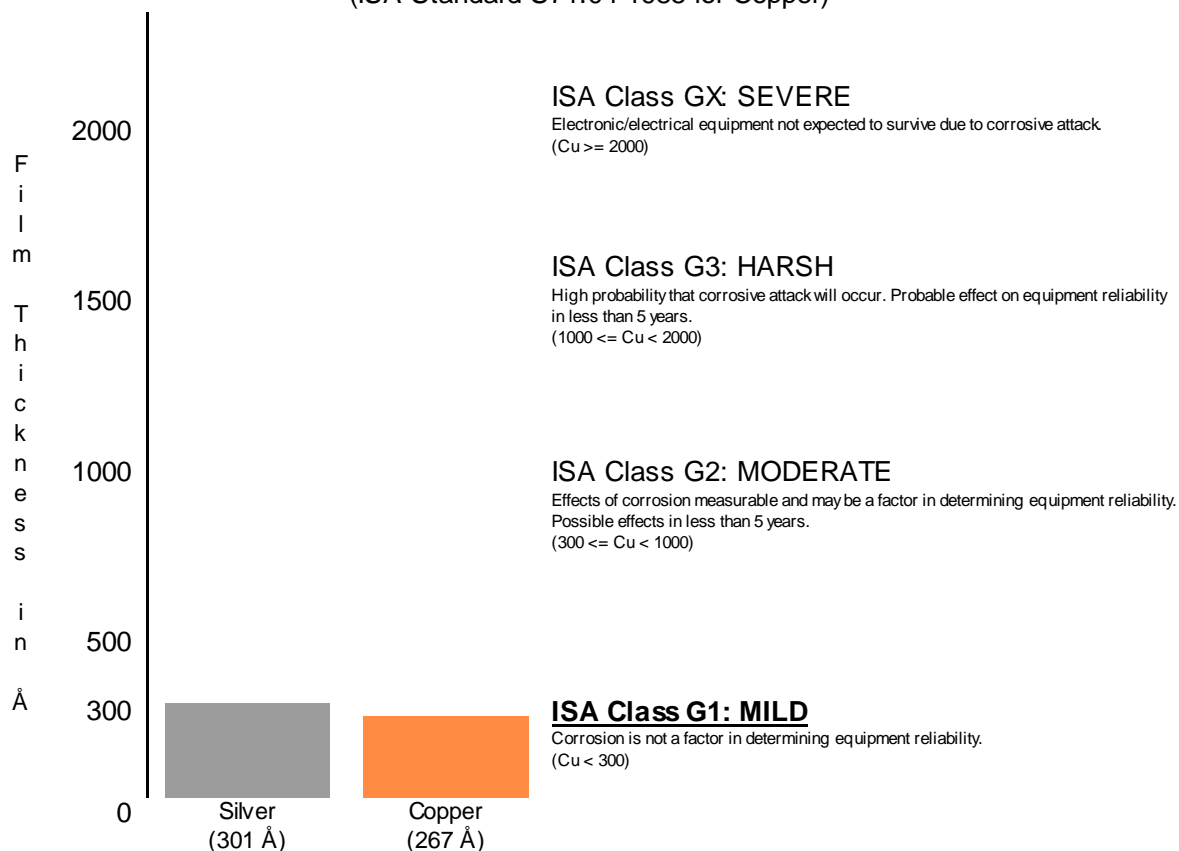 ISA Class GX: SEVERE
Electronic/electrical equipment not expected to survive due to corrosive attack.
(Cu >= 2000)
2000
ISA Class G3: HARSH
High probability that corrosive attack will occur. Probable effect on equipment reliability
in less than 5 years.
(1000 <= Cu < 2000)
1500
ISA Class G2: MODERATE
Effects of corrosion measurable and may be a factor in determining equipment reliability.
Possible effects in less than 5 years.
(300 <= Cu < 1000)
1000
500
ISA Class G1: MILD
Corrosion is not a factor in determining equipment reliability.
(Cu < 300)
300
0
Film Thickness in Å
Silver
(301 Å)
Copper
(267 Å)